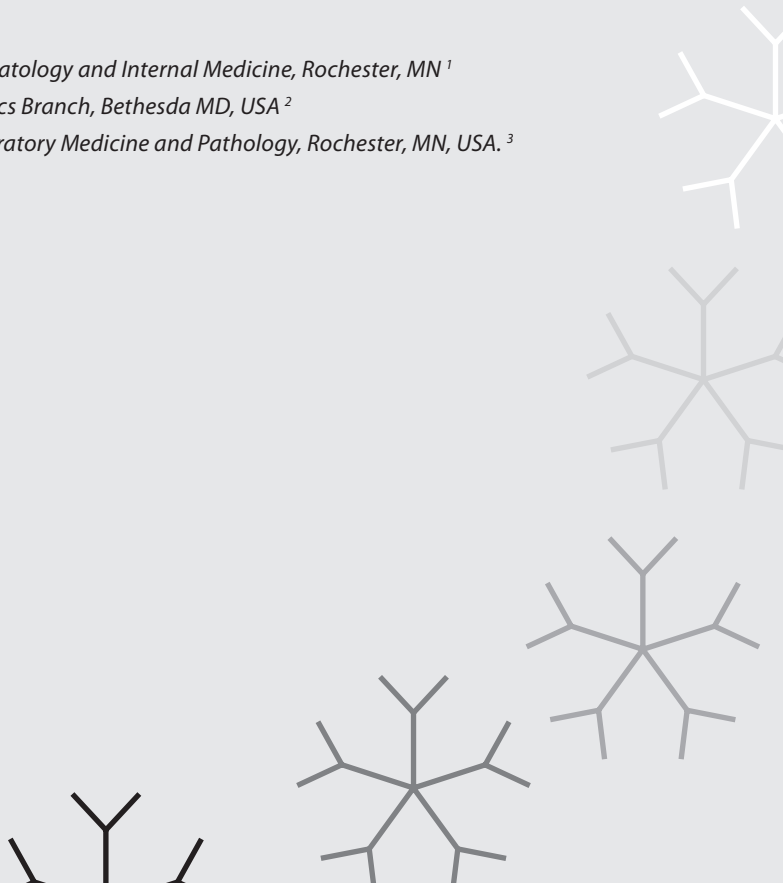 atology and Internal Medicine, Rochester, MN 1
cs Branch, Bethesda MD, USA 2
ratory Medicine and Pathology, Rochester, MN, USA. 3